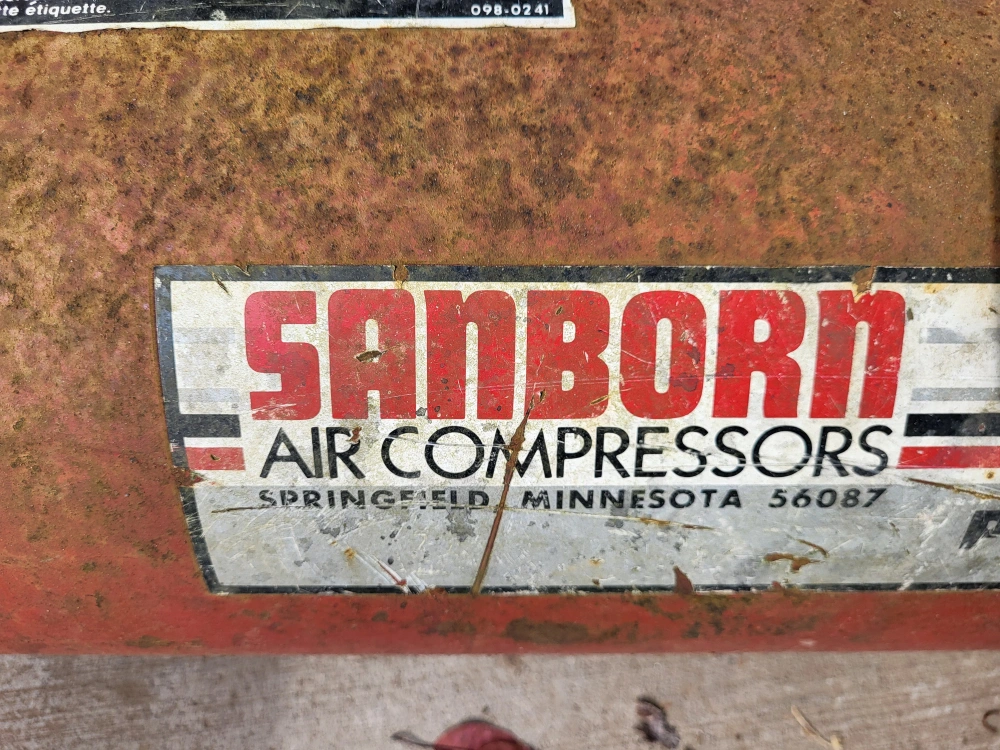 tte étiquette. 098-0241
SANBORN
AIR COMPRESSORS
SPRINGFIELD, MINNESOTA 56087